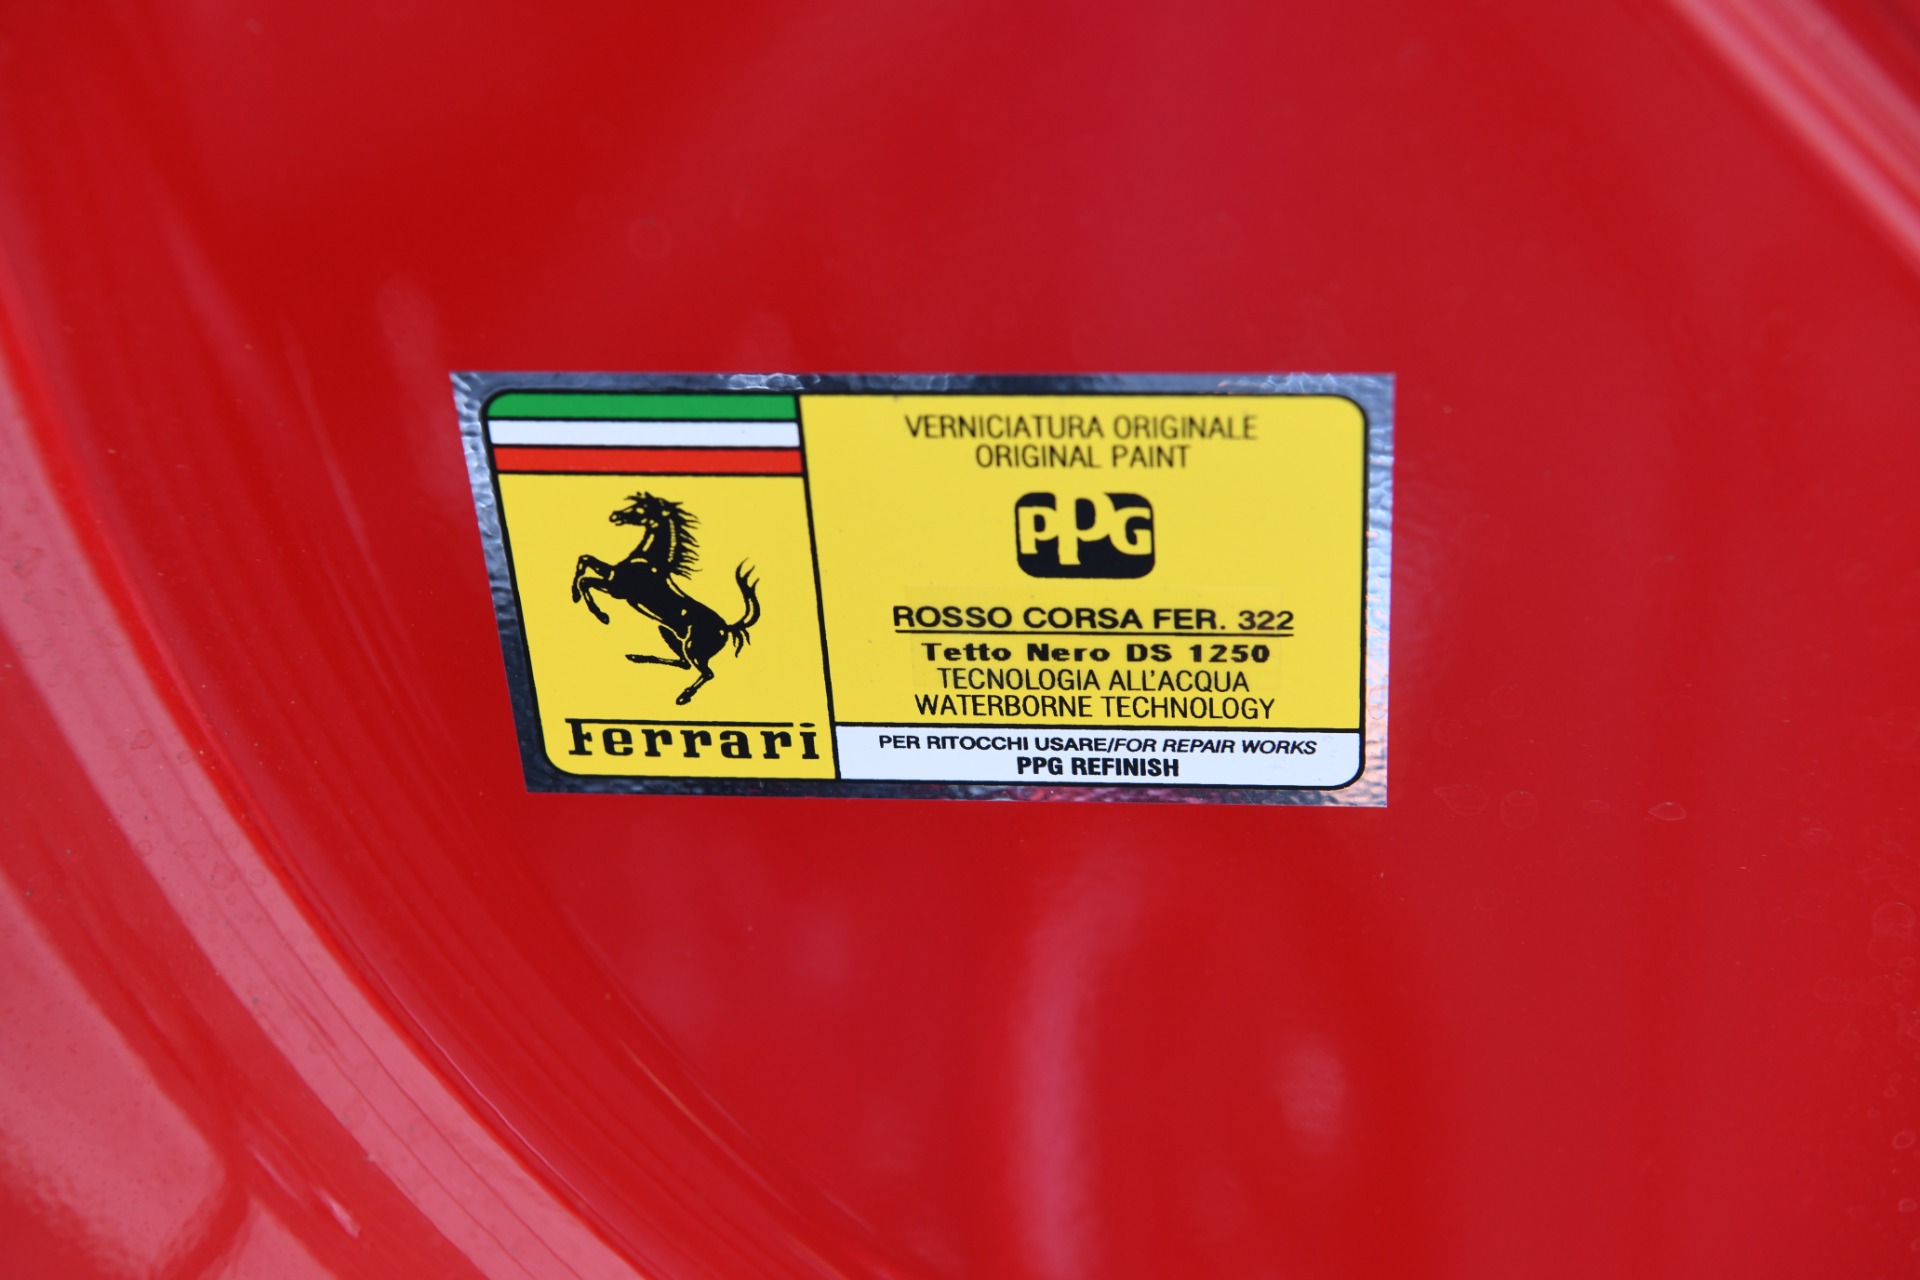 VERNICIATURA ORIGINALE
ORIGINAL PAINT
PPG
ROSSO CORSA FER. 322
Tetto Nero DS 1250
TECNOLOGIA ALL'ACQUA
WATERBORNE TECHNOLOGY
Ferrari
PER RITOCCHI USARE/FOR REPAIR WORKS
PPG REFINISH